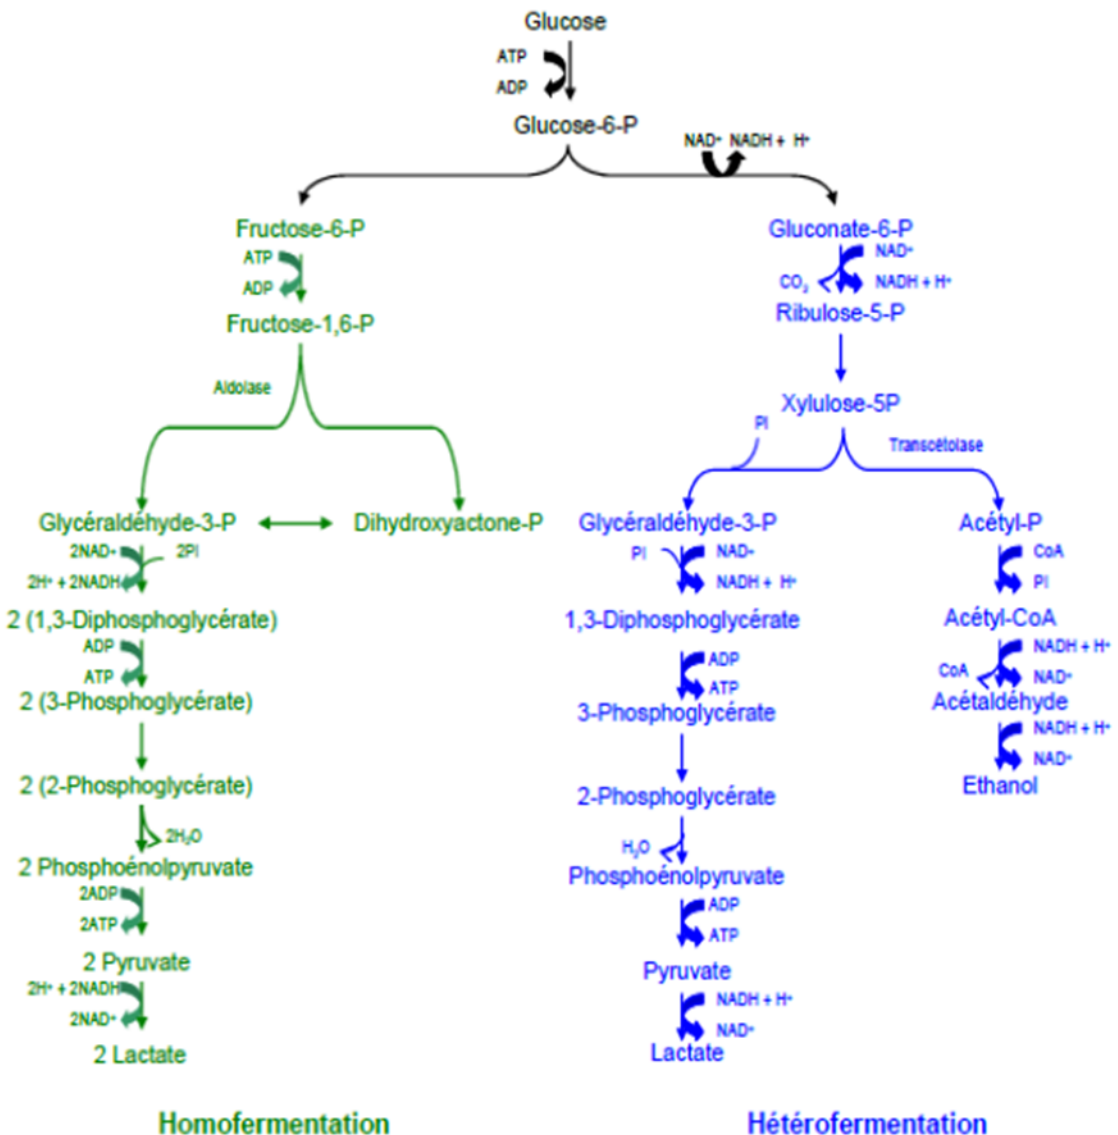 Glucose
ATP
ADP
Glucose-6-P
NAD+ NADH + H+
Fructose-6-P
ATP
ADP
Fructose-1,6-P
Aldolase
Glycéraldéhyde-3-P
Dihydroxyactone-P
2NAD+
2PI
2H+ + 2NADH
2 (1,3-Diphosphoglycérate)
ADP
ATP
2 (3-Phosphoglycérate)
2 (2-Phosphoglycérate)
2H₂O
2 Phosphoénolpyruvate
2ADP
2ATP
2 Pyruvate
2H+ + 2NADH
2NAD+
2 Lactate
Homofermentation
Gluconate-6-P
NAD+
CO₂
NADH + H+
Ribulose-5-P
Xylulose-5P
PI
Transcétolase
Glycéraldéhyde-3-P
PI
NAD+
NADH + H+
1,3-Diphosphoglycérate
ADP
ATP
3-Phosphoglycérate
2-Phosphoglycérate
H₂O
Phosphoénolpyruvate
ADP
ATP
Pyruvate
NADH + H+
NAD+
Lactate
Acétyl-P
CoA
PI
Acétyl-CoA
NADH + H+
CoA
NAD+
Acétaldéhyde
NADH + H+
NAD+
Ethanol
Hétérofermentation